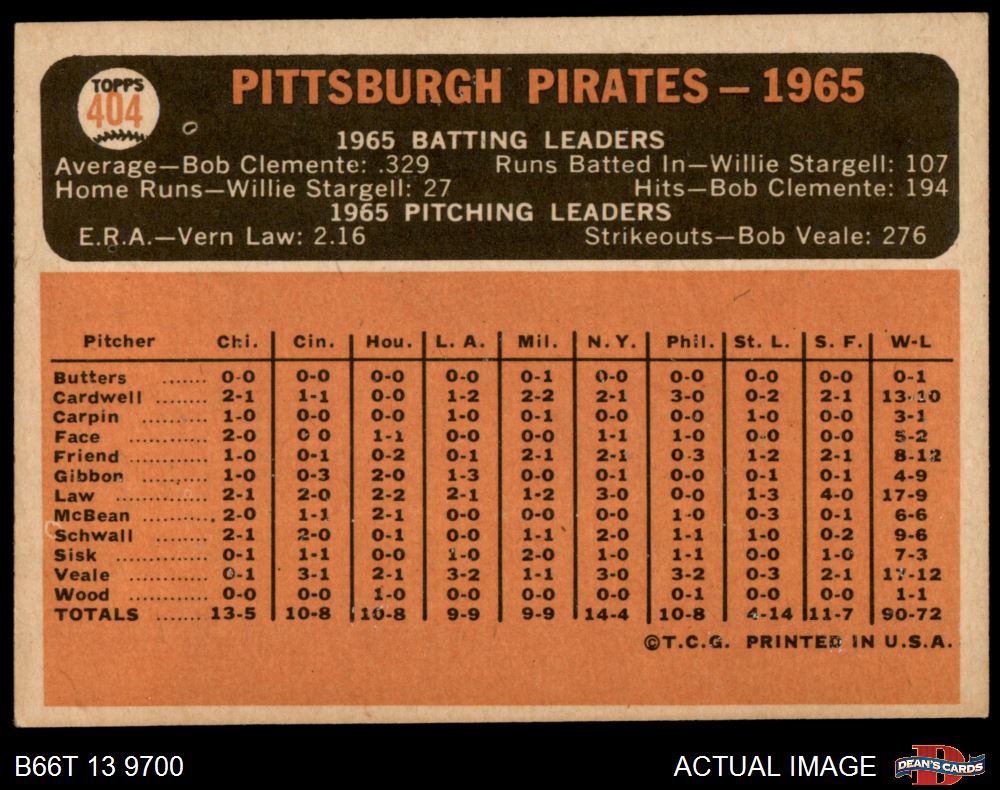 TOPPS
404
PITTSBURGH PIRATES — 1965
1965 BATTING LEADERS
Average—Bob Clemente: .329 Runs Batted In—Willie Stargell: 107
Home Runs—Willie Stargell: 27 Hits—Bob Clemente: 194
1965 PITCHING LEADERS
E.R.A.—Vern Law: 2.16 Strikeouts—Bob Veale: 276
Pitcher Chi. Cin. Hou. L. A. Mil. N. Y. Phil. St. L. S. F. W-L
Butters ....... 0-0 0-0 0-0 0-0 0-1 0-0 0-0 0-0 0-0 0-1
Cardwell ........ 2-1 1-1 0-0 1-2 2-2 2-1 3-0 0-2 2-1 13-10
Carpin .......... 1-0 0-0 0-0 1-0 0-1 0-0 0-0 1-0 0-0 3-1
Face ............ 2-0 0 0 1-1 0-0 0-0 1-1 1-0 0-0 0-0 5-2
Friend ............ 1-0 0-1 0-2 0-1 2-1 2-1 0-3 1-2 2-1 8-12
Gibbon ............ 1-0 0-3 2-0 1-3 0-0 0-1 0-0 0-1 0-1 4-9
Law .............. 2-1 2-0 2-2 2-1 1-2 3-0 0-0 1-3 4-0 17-9
McBean .......... 2-0 1-1 2-1 0-0 0-0 0-0 1-0 0-3 0-1 6-6
Schwall .......... 2-1 2-0 0-1 0-0 1-1 2-0 1-1 1-0 0-2 9-6
Sisk .............. 0-1 1-1 0-0 1-0 2-0 1-0 1-1 0-0 1-0 7-3
Veale ............ 0-1 3-1 2-1 3-2 1-1 3-0 3-2 0-3 2-1 17-12
Wood ............ 0-0 0-0 1-0 0-0 0-0 0-0 0-1 0-0 0-0 1-1
TOTALS ....... 13-5 10-8 10-8 9-9 9-9 14-4 10-8 4-14 11-7 90-72
©T.C.G. PRINTED IN U.S.A.
B66T 13 9700 ACTUAL IMAGE DEAN'S CARDS